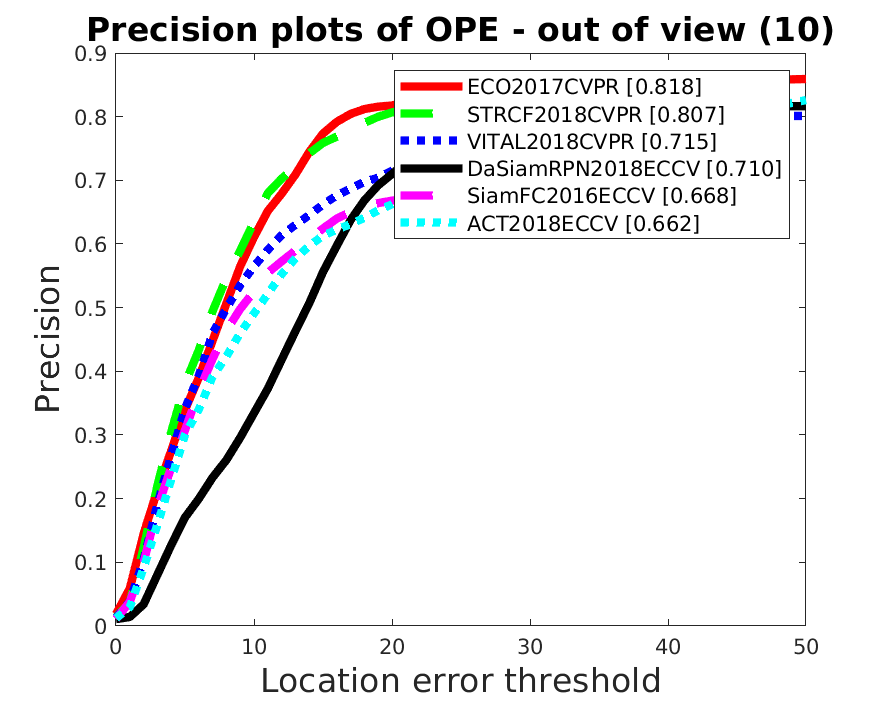 Precision plots of OPE - out of view (10)
0.9
0.8
0.7
0.6
0.5
0.4
0.3
0.2
0.1
0
Precision
ECO2017CVPR [0.818]
STRCF2018CVPR [0.807]
VITAL2018CVPR [0.715]
DaSiamRPN2018ECCV [0.710]
SiamFC2016ECCV [0.668]
ACT2018ECCV [0.662]
0 10 20 30 40 50
Location error threshold